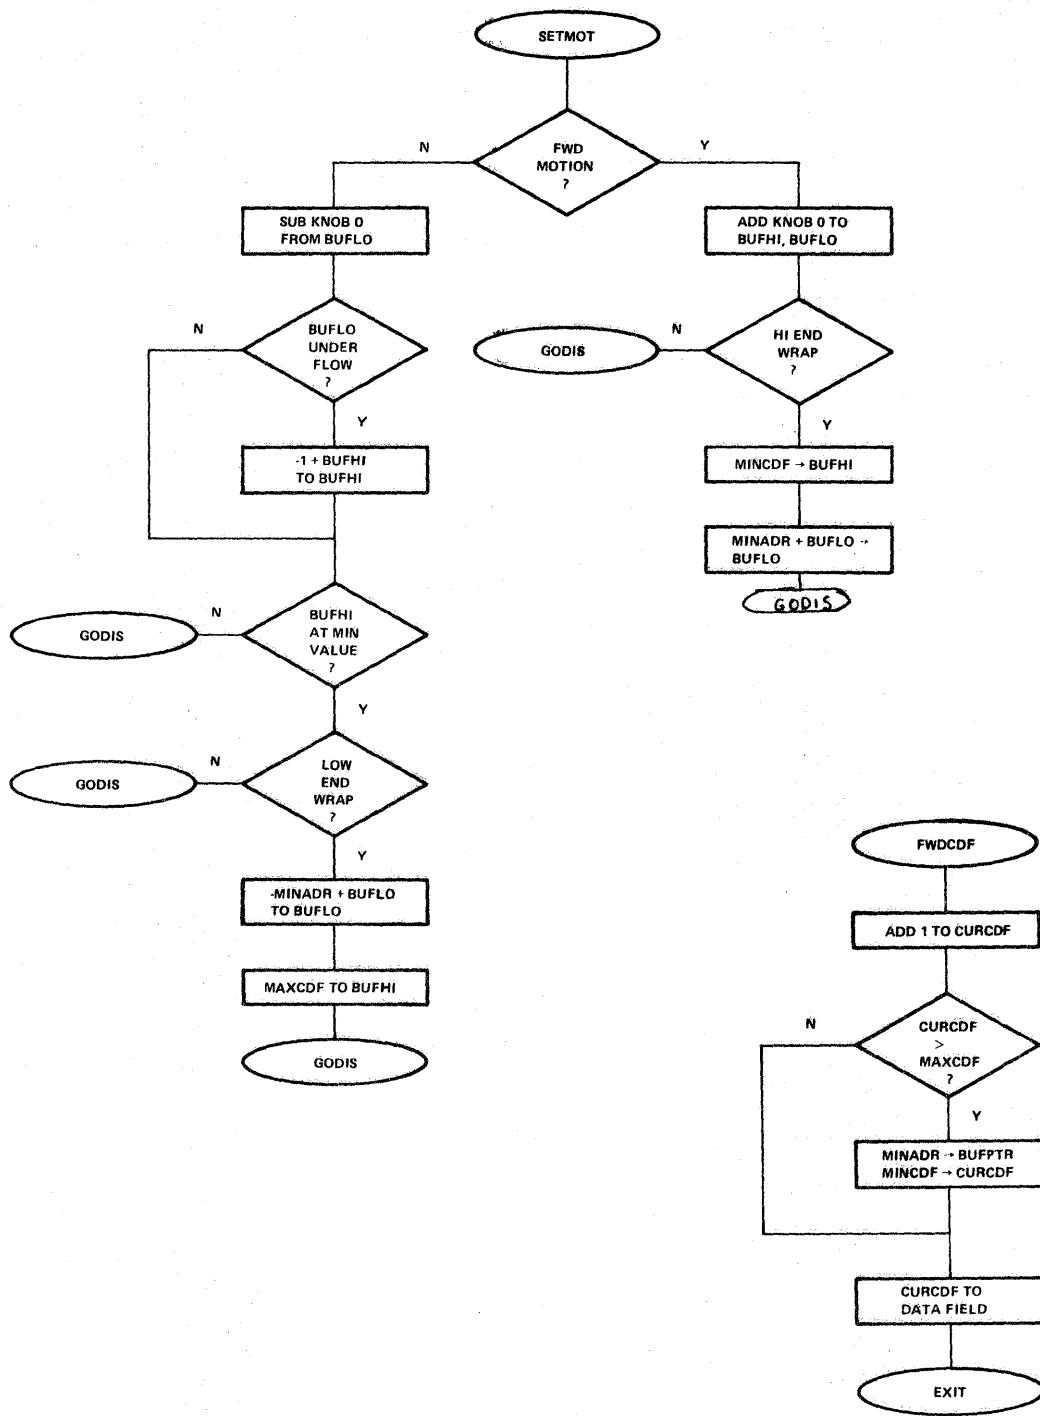 SETMOT
FWD
MOTION
?
N
Y
SUB KNOB 0
FROM BUFLO
BUFLO
UNDER
FLOW
?
N
Y
-1 + BUFHI
TO BUFHI
BUFHI
AT MIN
VALUE
?
N
GODIS
Y
LOW
END
WRAP
?
N
GODIS
Y
-MINADR + BUFLO
TO BUFLO
MAXCDF TO BUFHI
GODIS
ADD KNOB 0 TO
BUFHI, BUFLO
HI END
WRAP
?
N
GODIS
Y
MINCDF → BUFHI
MINADR + BUFLO →
BUFLO
GODIS
FWDCDF
ADD 1 TO CURCDF
CURCDF
>
MAXCDF
?
N
Y
MINADR → BUFPTR
MINCDF → CURCDF
CURCDF TO
DATA FIELD
EXIT